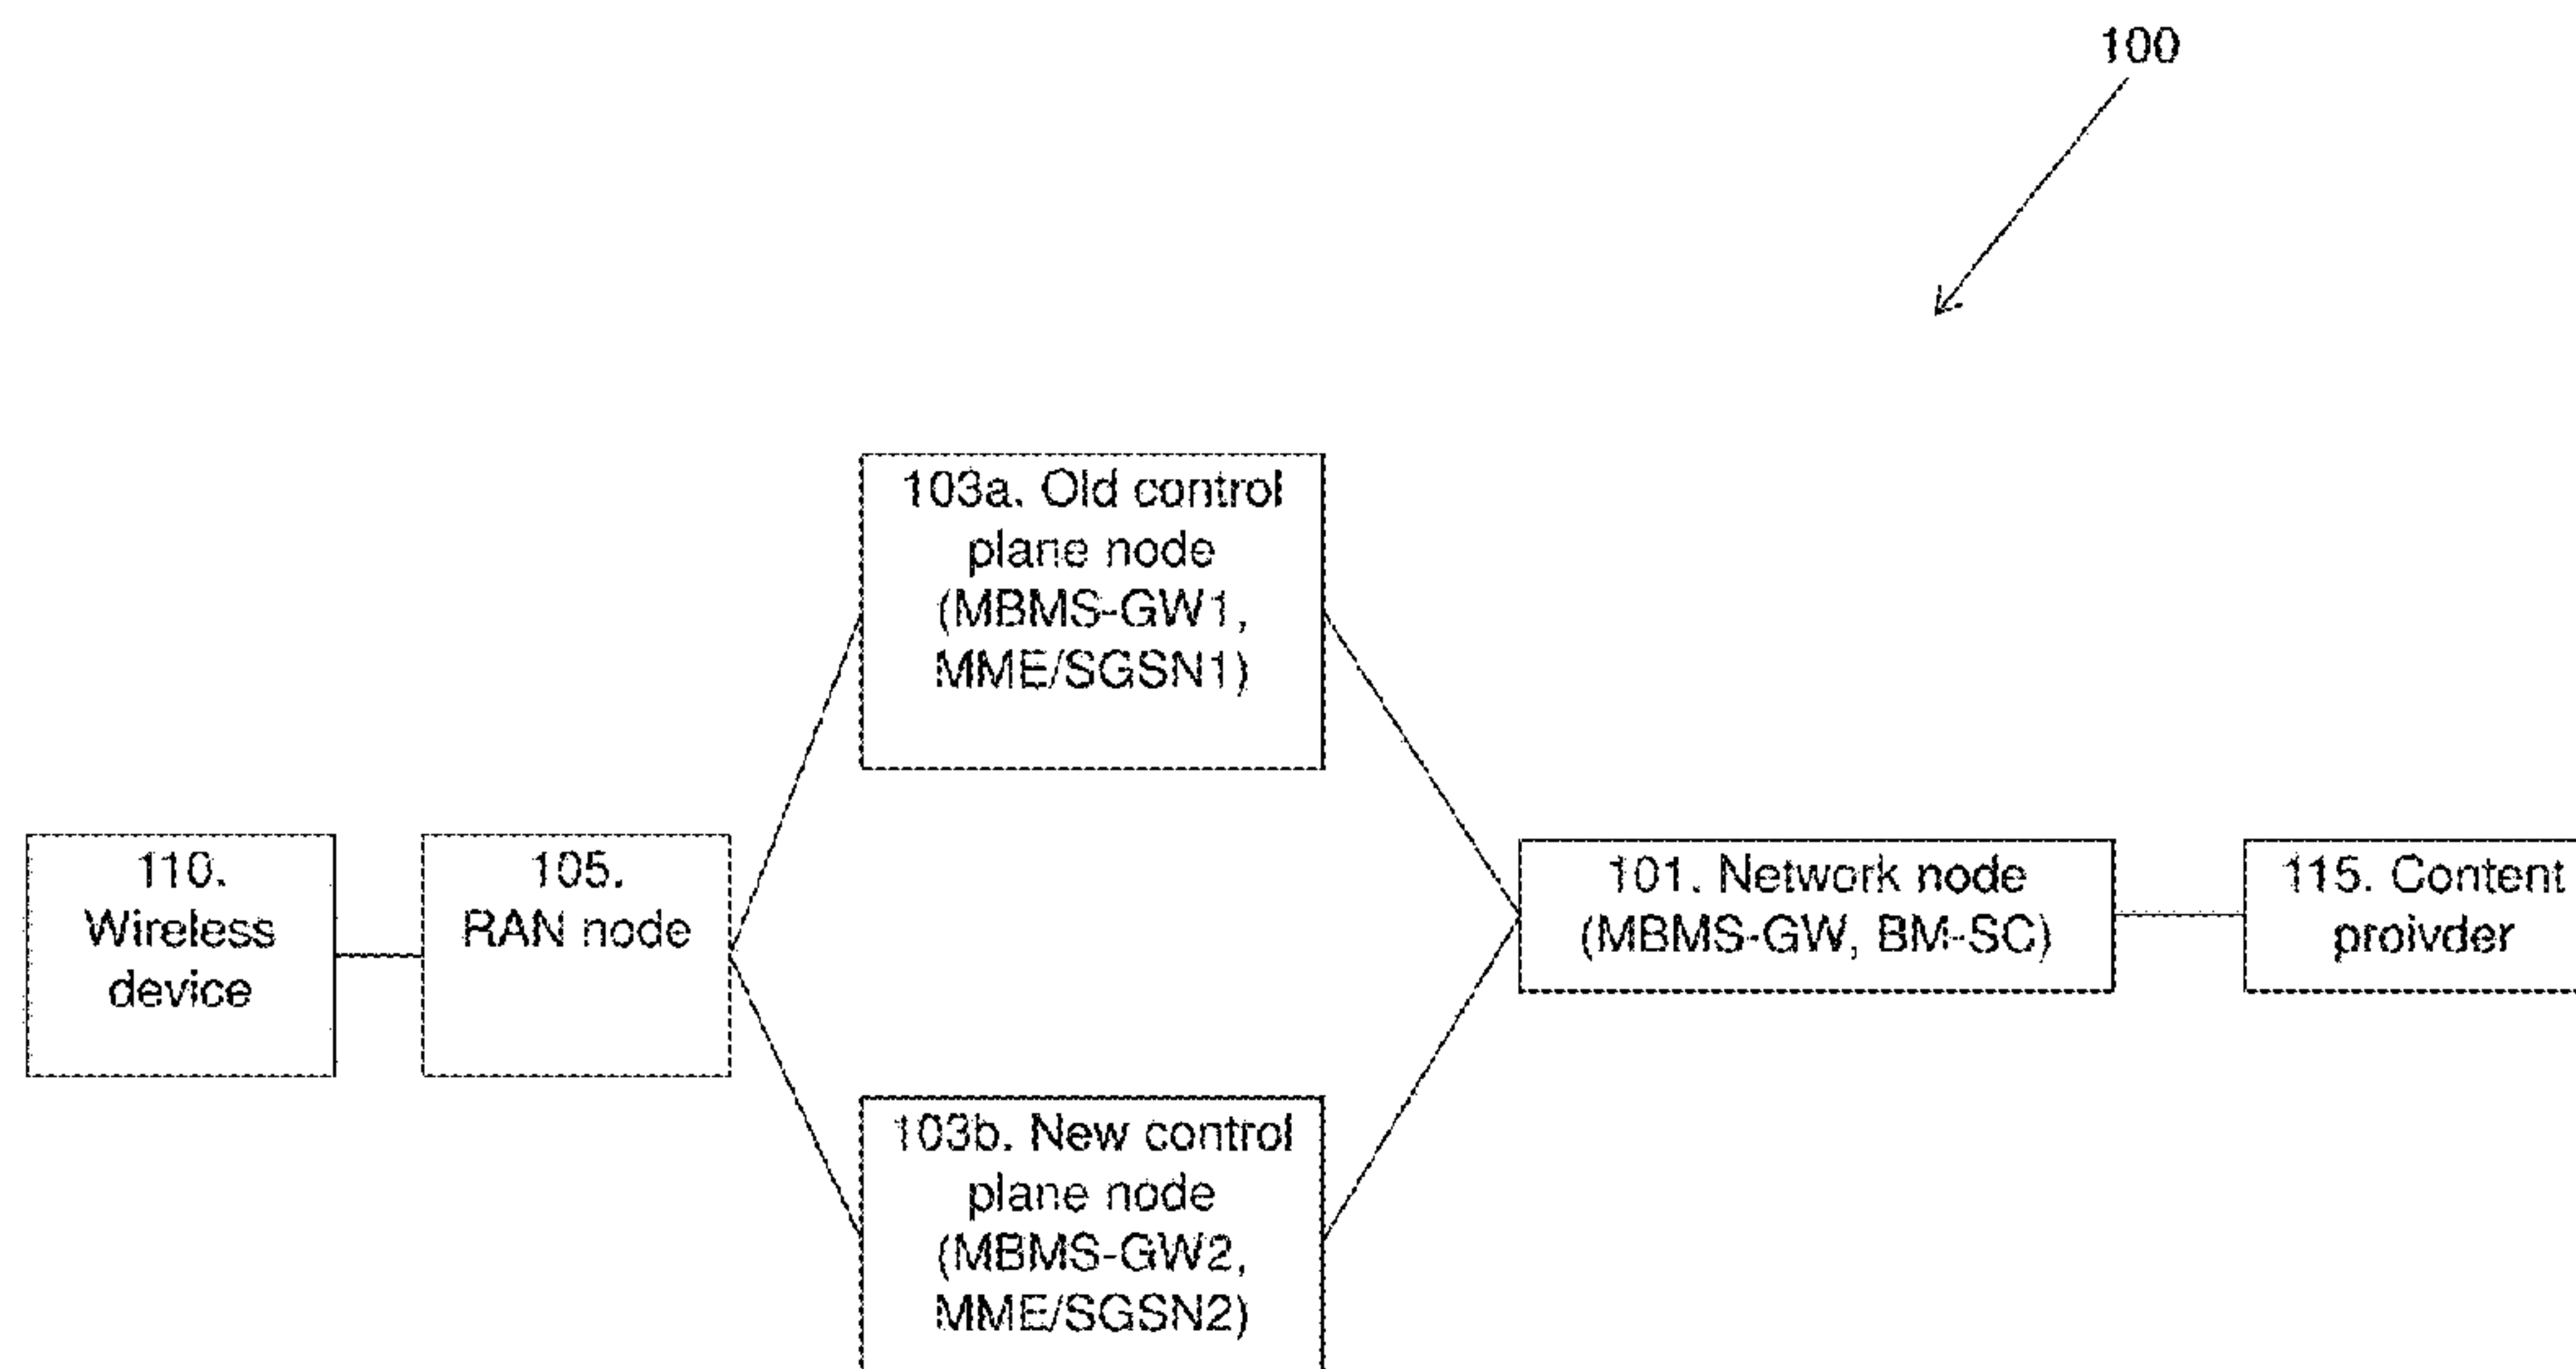 100
103a. Old control
plane node
(MBMS-GW1,
MME/SGSN1)
110.
Wireless
device
105.
RAN node
101. Network node
(MBMS-GW, BM-SC)
115. Content
proivder
103b. New control
plane node
(MBMS-GW2,
MME/SGSN2)